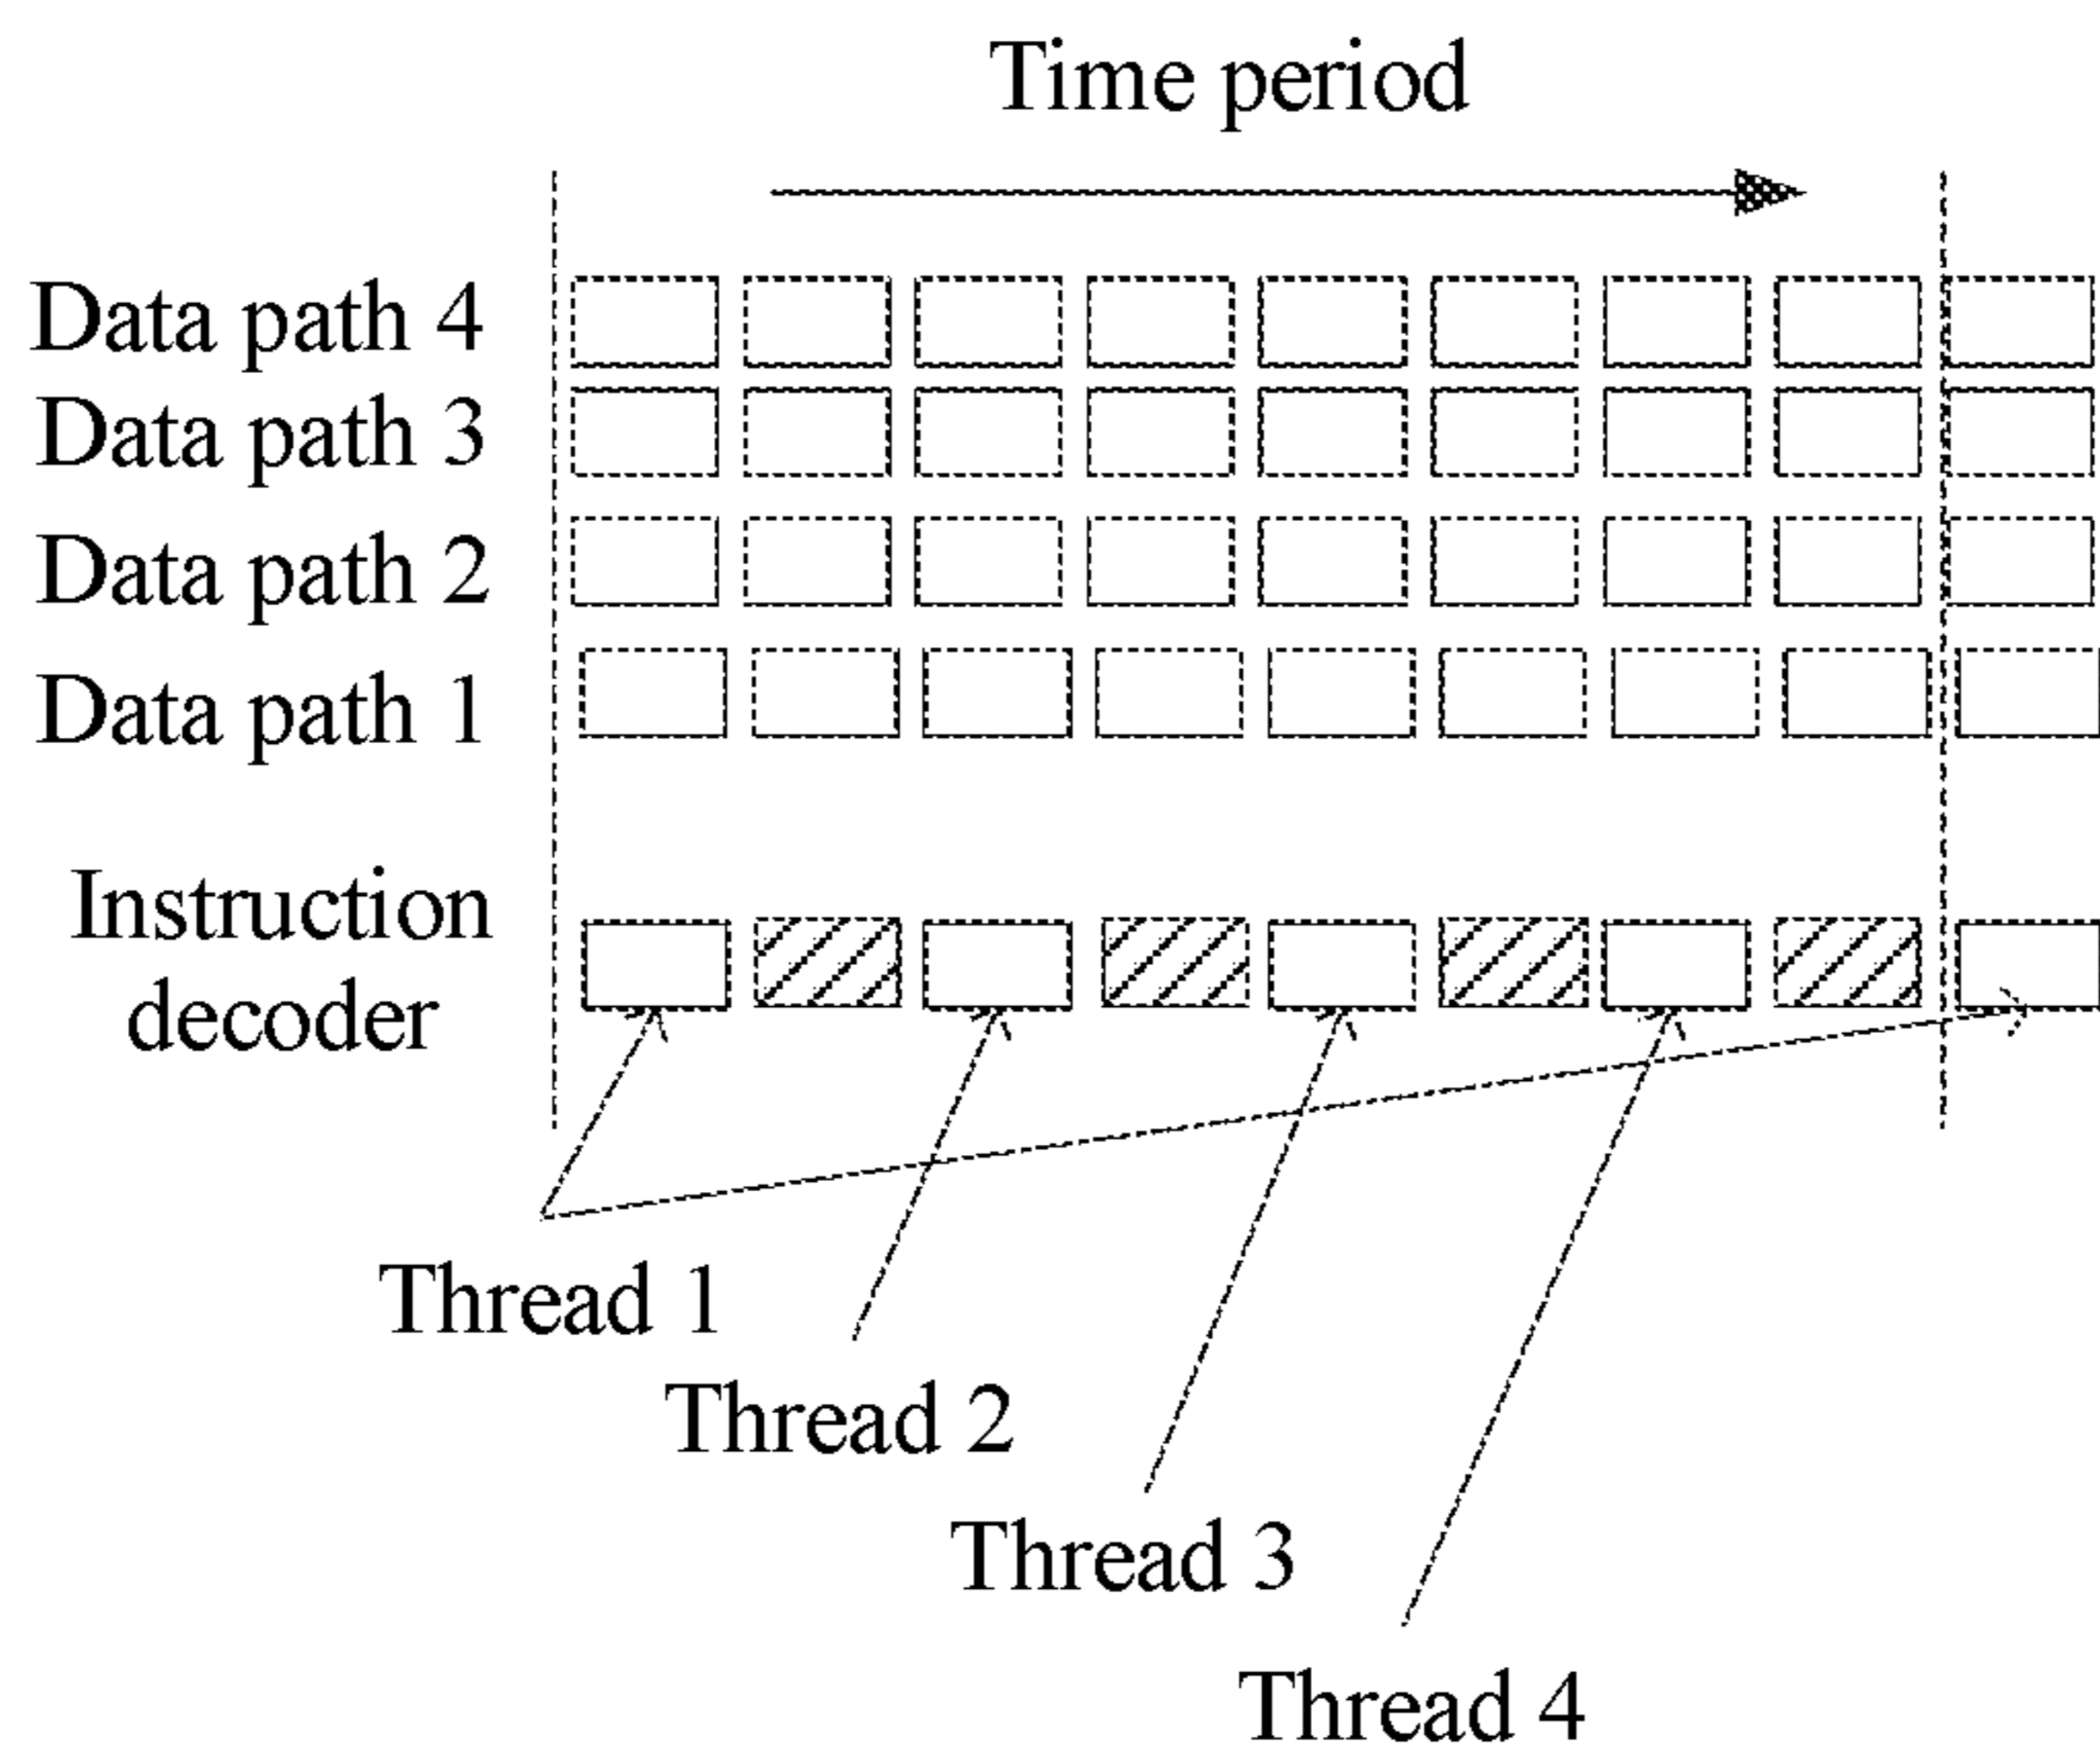 Time period
Data path 4
Data path 3
Data path 2
Data path 1
Instruction
decoder
Thread 1
Thread 2
Thread 3
Thread 4